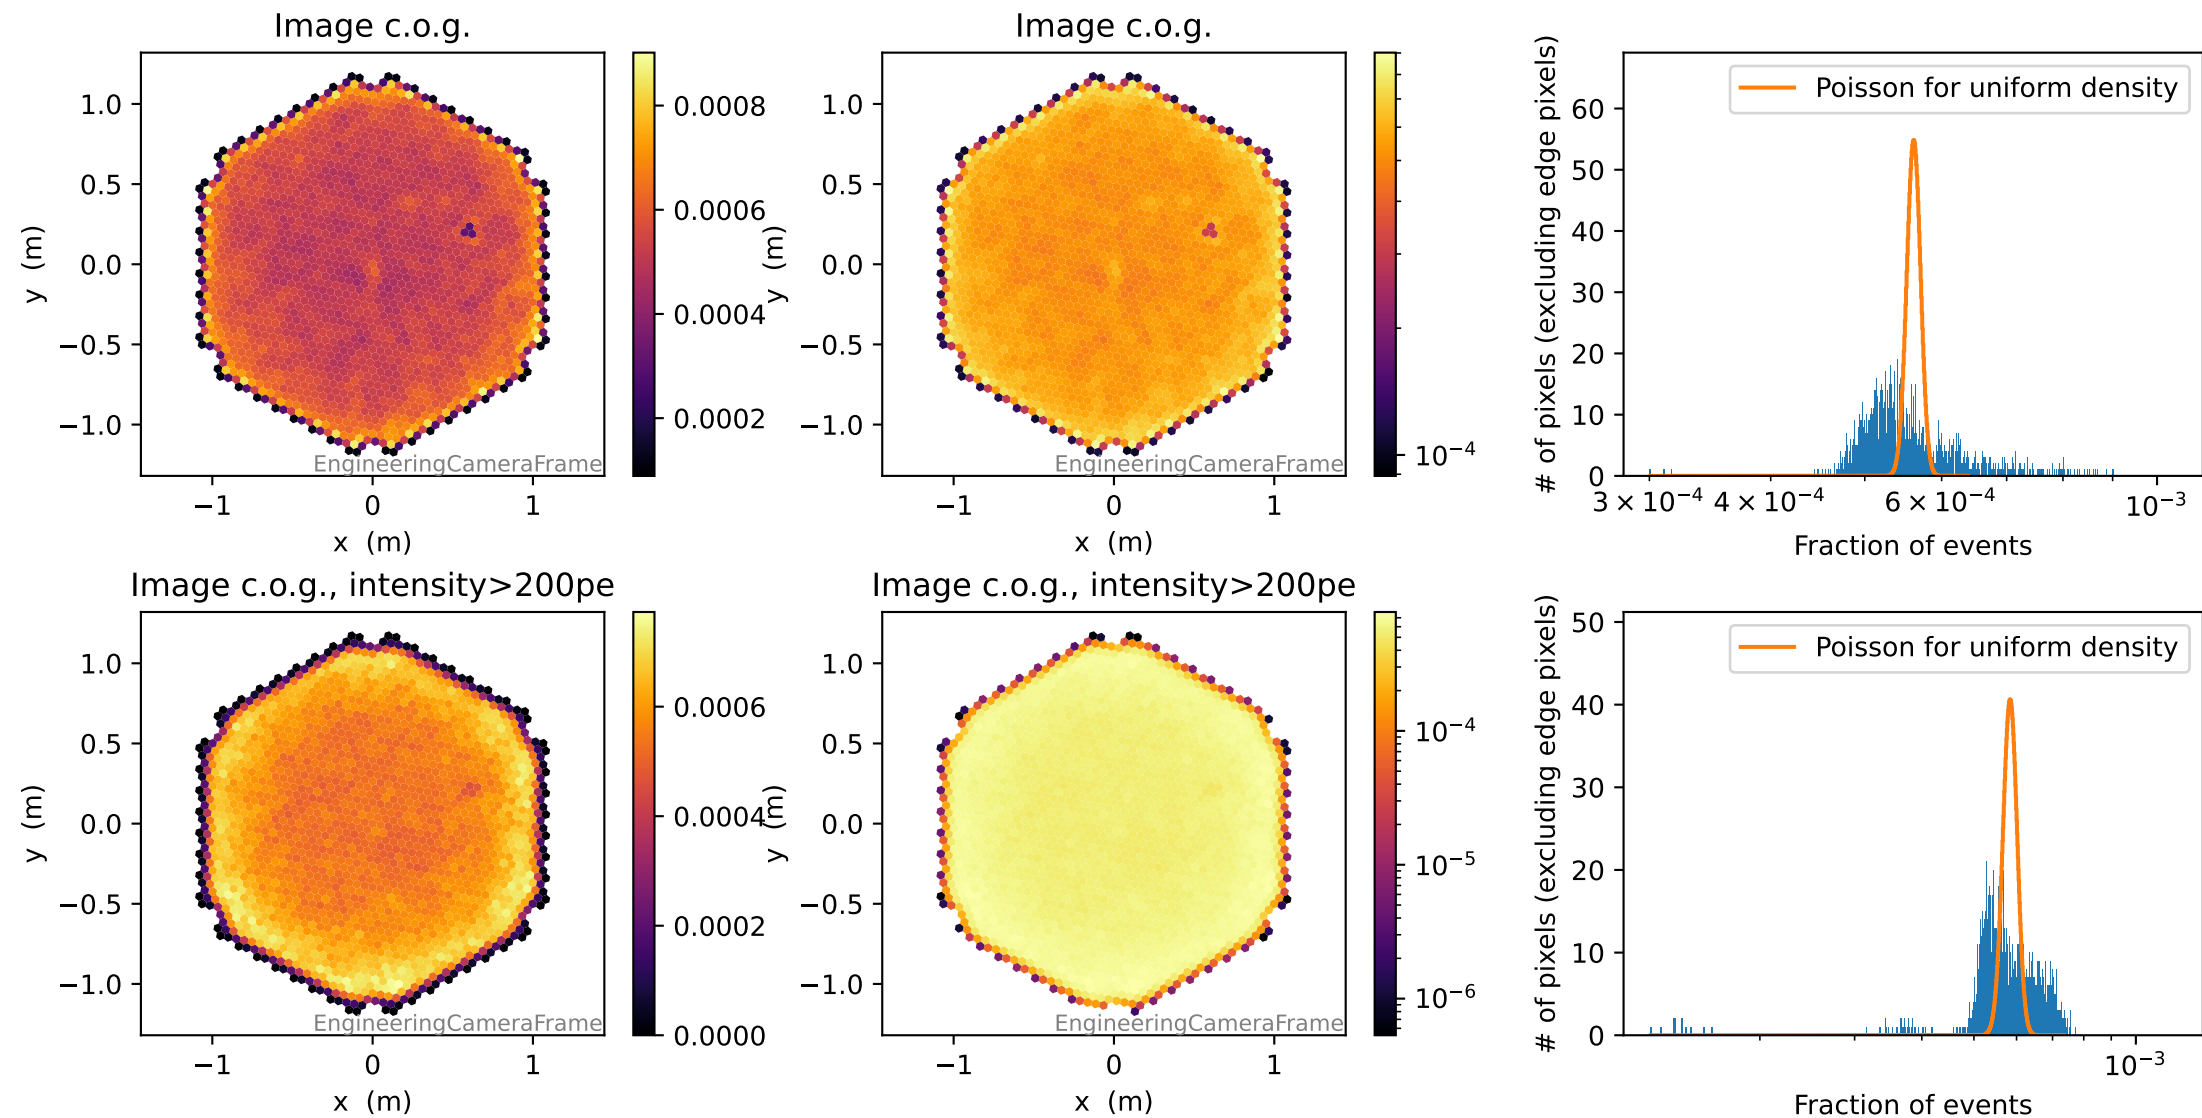 Image c.o.g.
1.0
0.5
0.0
−0.5
−1.0
y (m)
−1
0
1
x (m)
EngineeringCameraFrame
0.0008
0.0006
0.0004
0.0002
Image c.o.g.
1.0
0.5
0.0
−0.5
−1.0
y (m)
−1
0
1
x (m)
EngineeringCameraFrame
10⁻⁴
# of pixels (excluding edge pixels)
60
50
40
30
20
10
0
Poisson for uniform density
3 × 10⁻⁴ 4 × 10⁻⁴ 6 × 10⁻⁴ 10⁻³
Fraction of events
Image c.o.g., intensity>200pe
1.0
0.5
0.0
−0.5
−1.0
y (m)
−1
0
1
x (m)
EngineeringCameraFrame
0.0006
0.0004
0.0002
0.0000
Image c.o.g., intensity>200pe
1.0
0.5
0.0
−0.5
−1.0
y (m)
−1
0
1
x (m)
EngineeringCameraFrame
10⁻⁴
10⁻⁵
10⁻⁶
# of pixels (excluding edge pixels)
50
40
30
20
10
0
Poisson for uniform density
10⁻³
Fraction of events